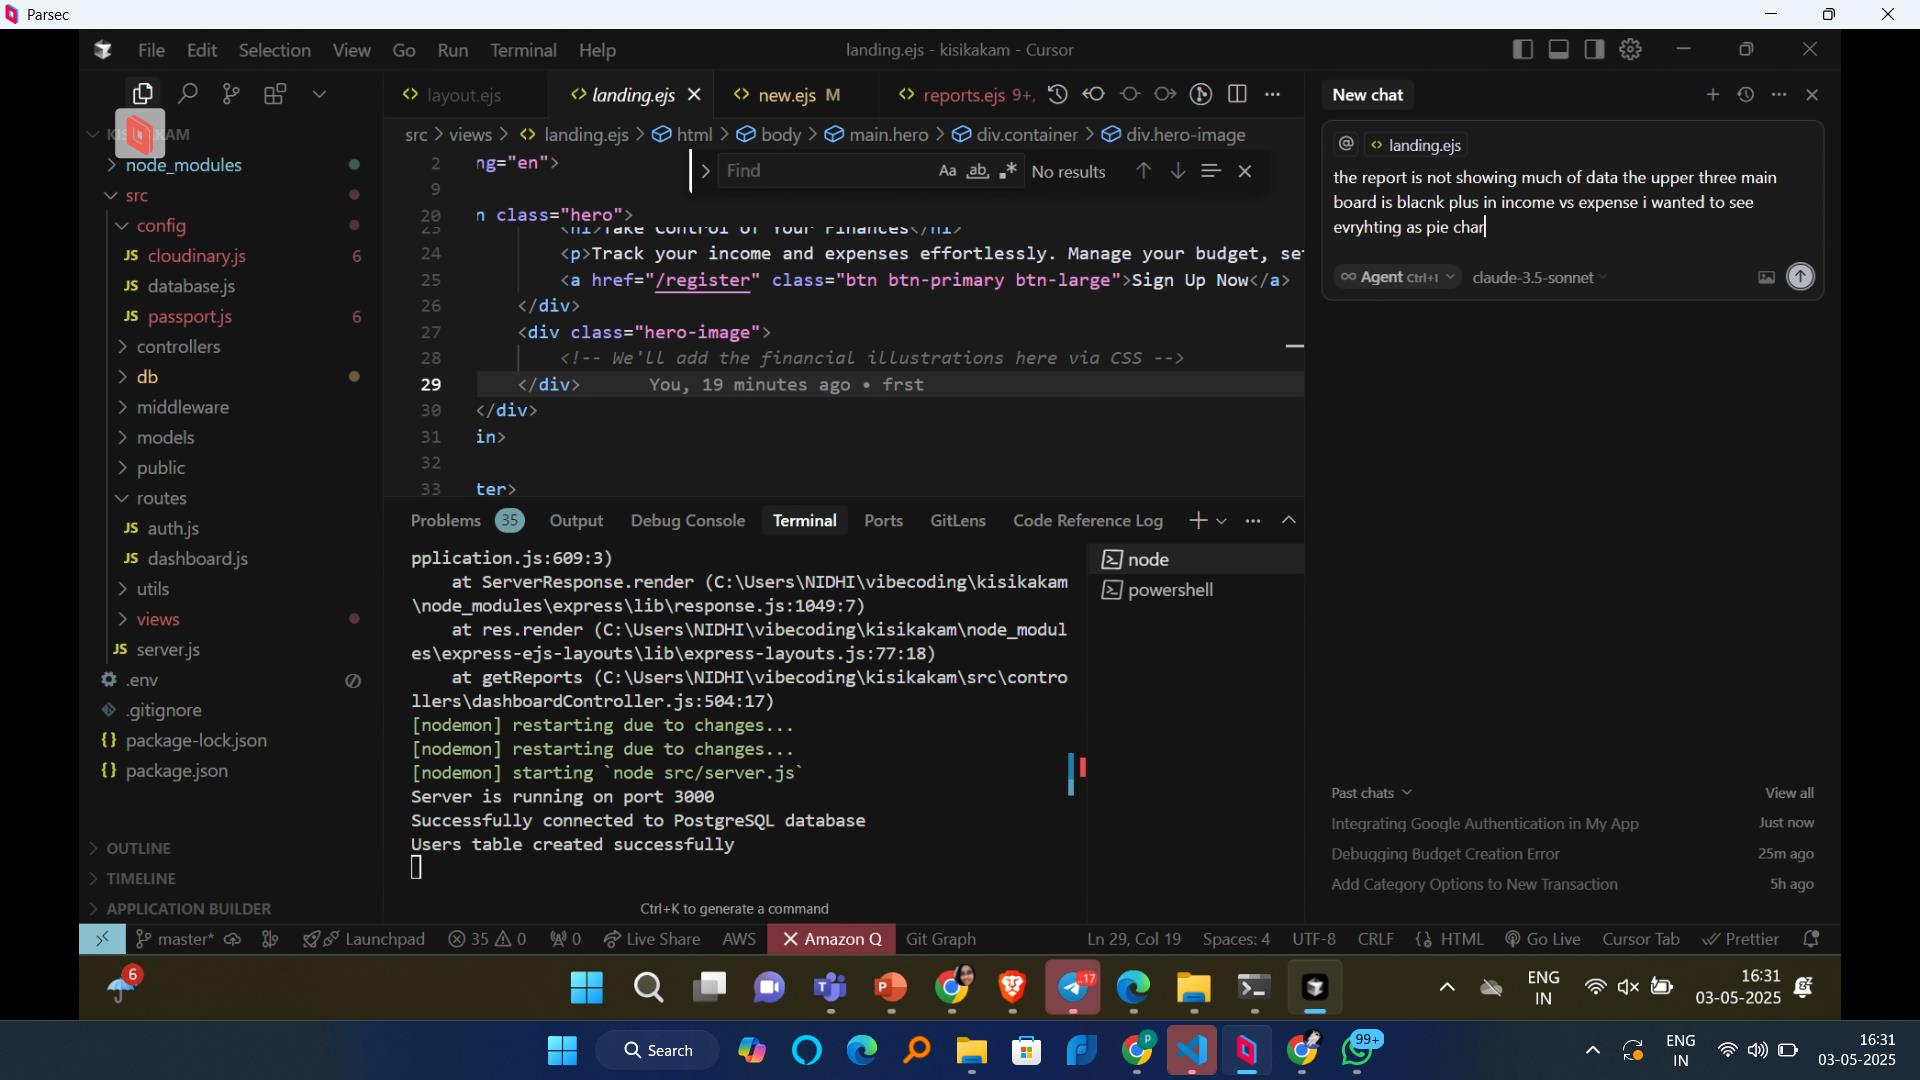 Parsec
File Edit Selection View Go Run Terminal Help
landing.ejs - kisikakam - Cursor
layout.ejs
landing.ejs
new.ejs M
reports.ejs 9+,
src > views > landing.ejs > html > body > main.hero > div.container > div.hero-image
node_modules
src
config
JS cloudinary.js 6
JS database.js
JS passport.js 6
controllers
db
middleware
models
public
routes
JS auth.js
JS dashboard.js
utils
views
JS server.js
.env
.gitignore
{} package-lock.json
{} package.json
OUTLINE
TIMELINE
APPLICATION BUILDER
Find
Aa ab .* No results
2 ng="en">
9
20 n class="hero">
23 <h1>Take Control of Your Finances</h1>
24 <p>Track your income and expenses effortlessly. Manage your budget, se
25 <a href="/register" class="btn btn-primary btn-large">Sign Up Now</a>
26 </div>
27 <div class="hero-image">
28 <!-- We'll add the financial illustrations here via CSS -->
29 </div> You, 19 minutes ago • frst
30 </div>
31 in>
32
33 ter>
Problems 35 Output Debug Console Terminal Ports GitLens Code Reference Log
pplication.js:609:3)
at ServerResponse.render (C:\Users\NIDHI\vibecoding\kisikakam
\node_modules\express\lib\response.js:1049:7)
at res.render (C:\Users\NIDHI\vibecoding\kisikakam\node_modul
es\express-ejs-layouts\lib\express-layouts.js:77:18)
at getReports (C:\Users\NIDHI\vibecoding\kisikakam\src\contro
llers\dashboardController.js:504:17)
[nodemon] restarting due to changes...
[nodemon] restarting due to changes...
[nodemon] starting `node src/server.js`
Server is running on port 3000
Successfully connected to PostgreSQL database
Users table created successfully
Ctrl+K to generate a command
node
powershell
New chat
@ landing.ejs
the report is not showing much of data the upper three main
board is blacnk plus in income vs expense i wanted to see
evryhting as pie char
Agent Ctrl+I claude-3.5-sonnet
Past chats View all
Integrating Google Authentication in My App Just now
Debugging Budget Creation Error 25m ago
Add Category Options to New Transaction 5h ago
master* Launchpad 35 0 0 Live Share AWS Amazon Q Git Graph
Ln 29, Col 19 Spaces: 4 UTF-8 CRLF {} HTML Go Live Cursor Tab Prettier
6
17
ENG
IN
16:31
03-05-2025
Search
99+
ENG
IN
16:31
03-05-2025